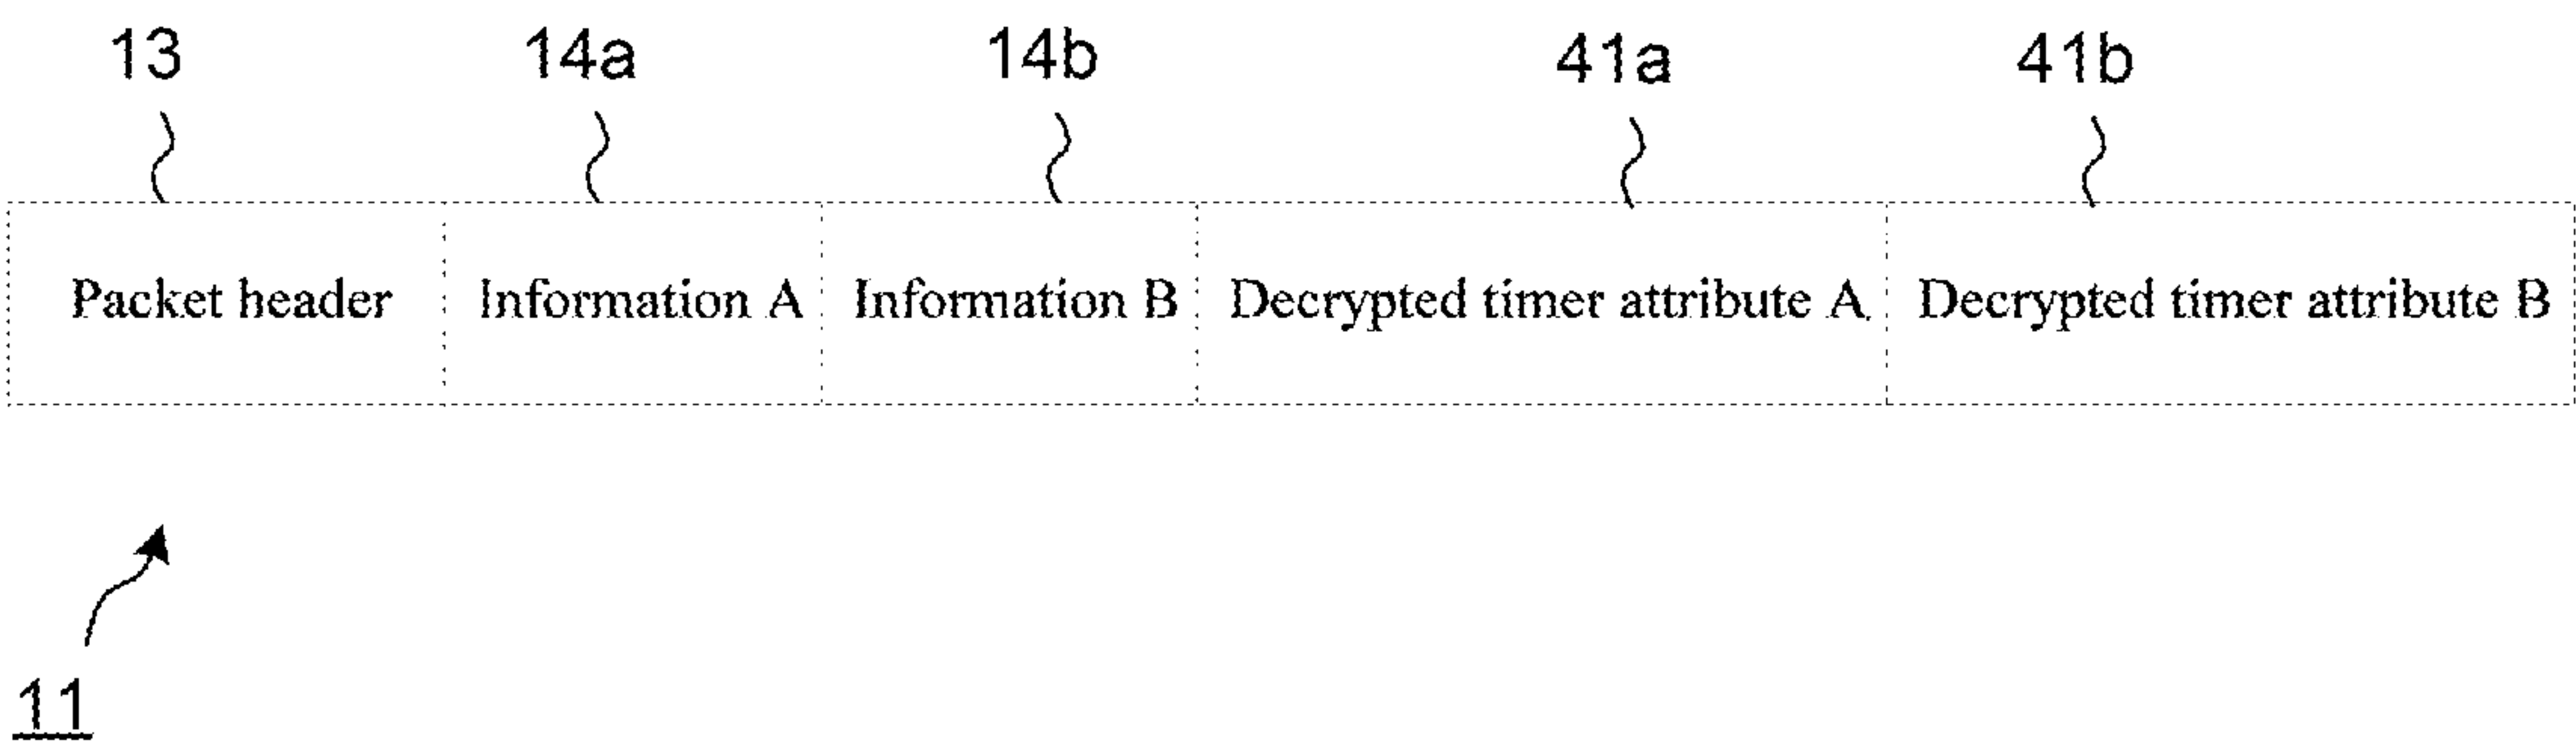 13 14a 14b 41a 41b
Packet header Information A Information B Decrypted timer attribute A Decrypted timer attribute B
11